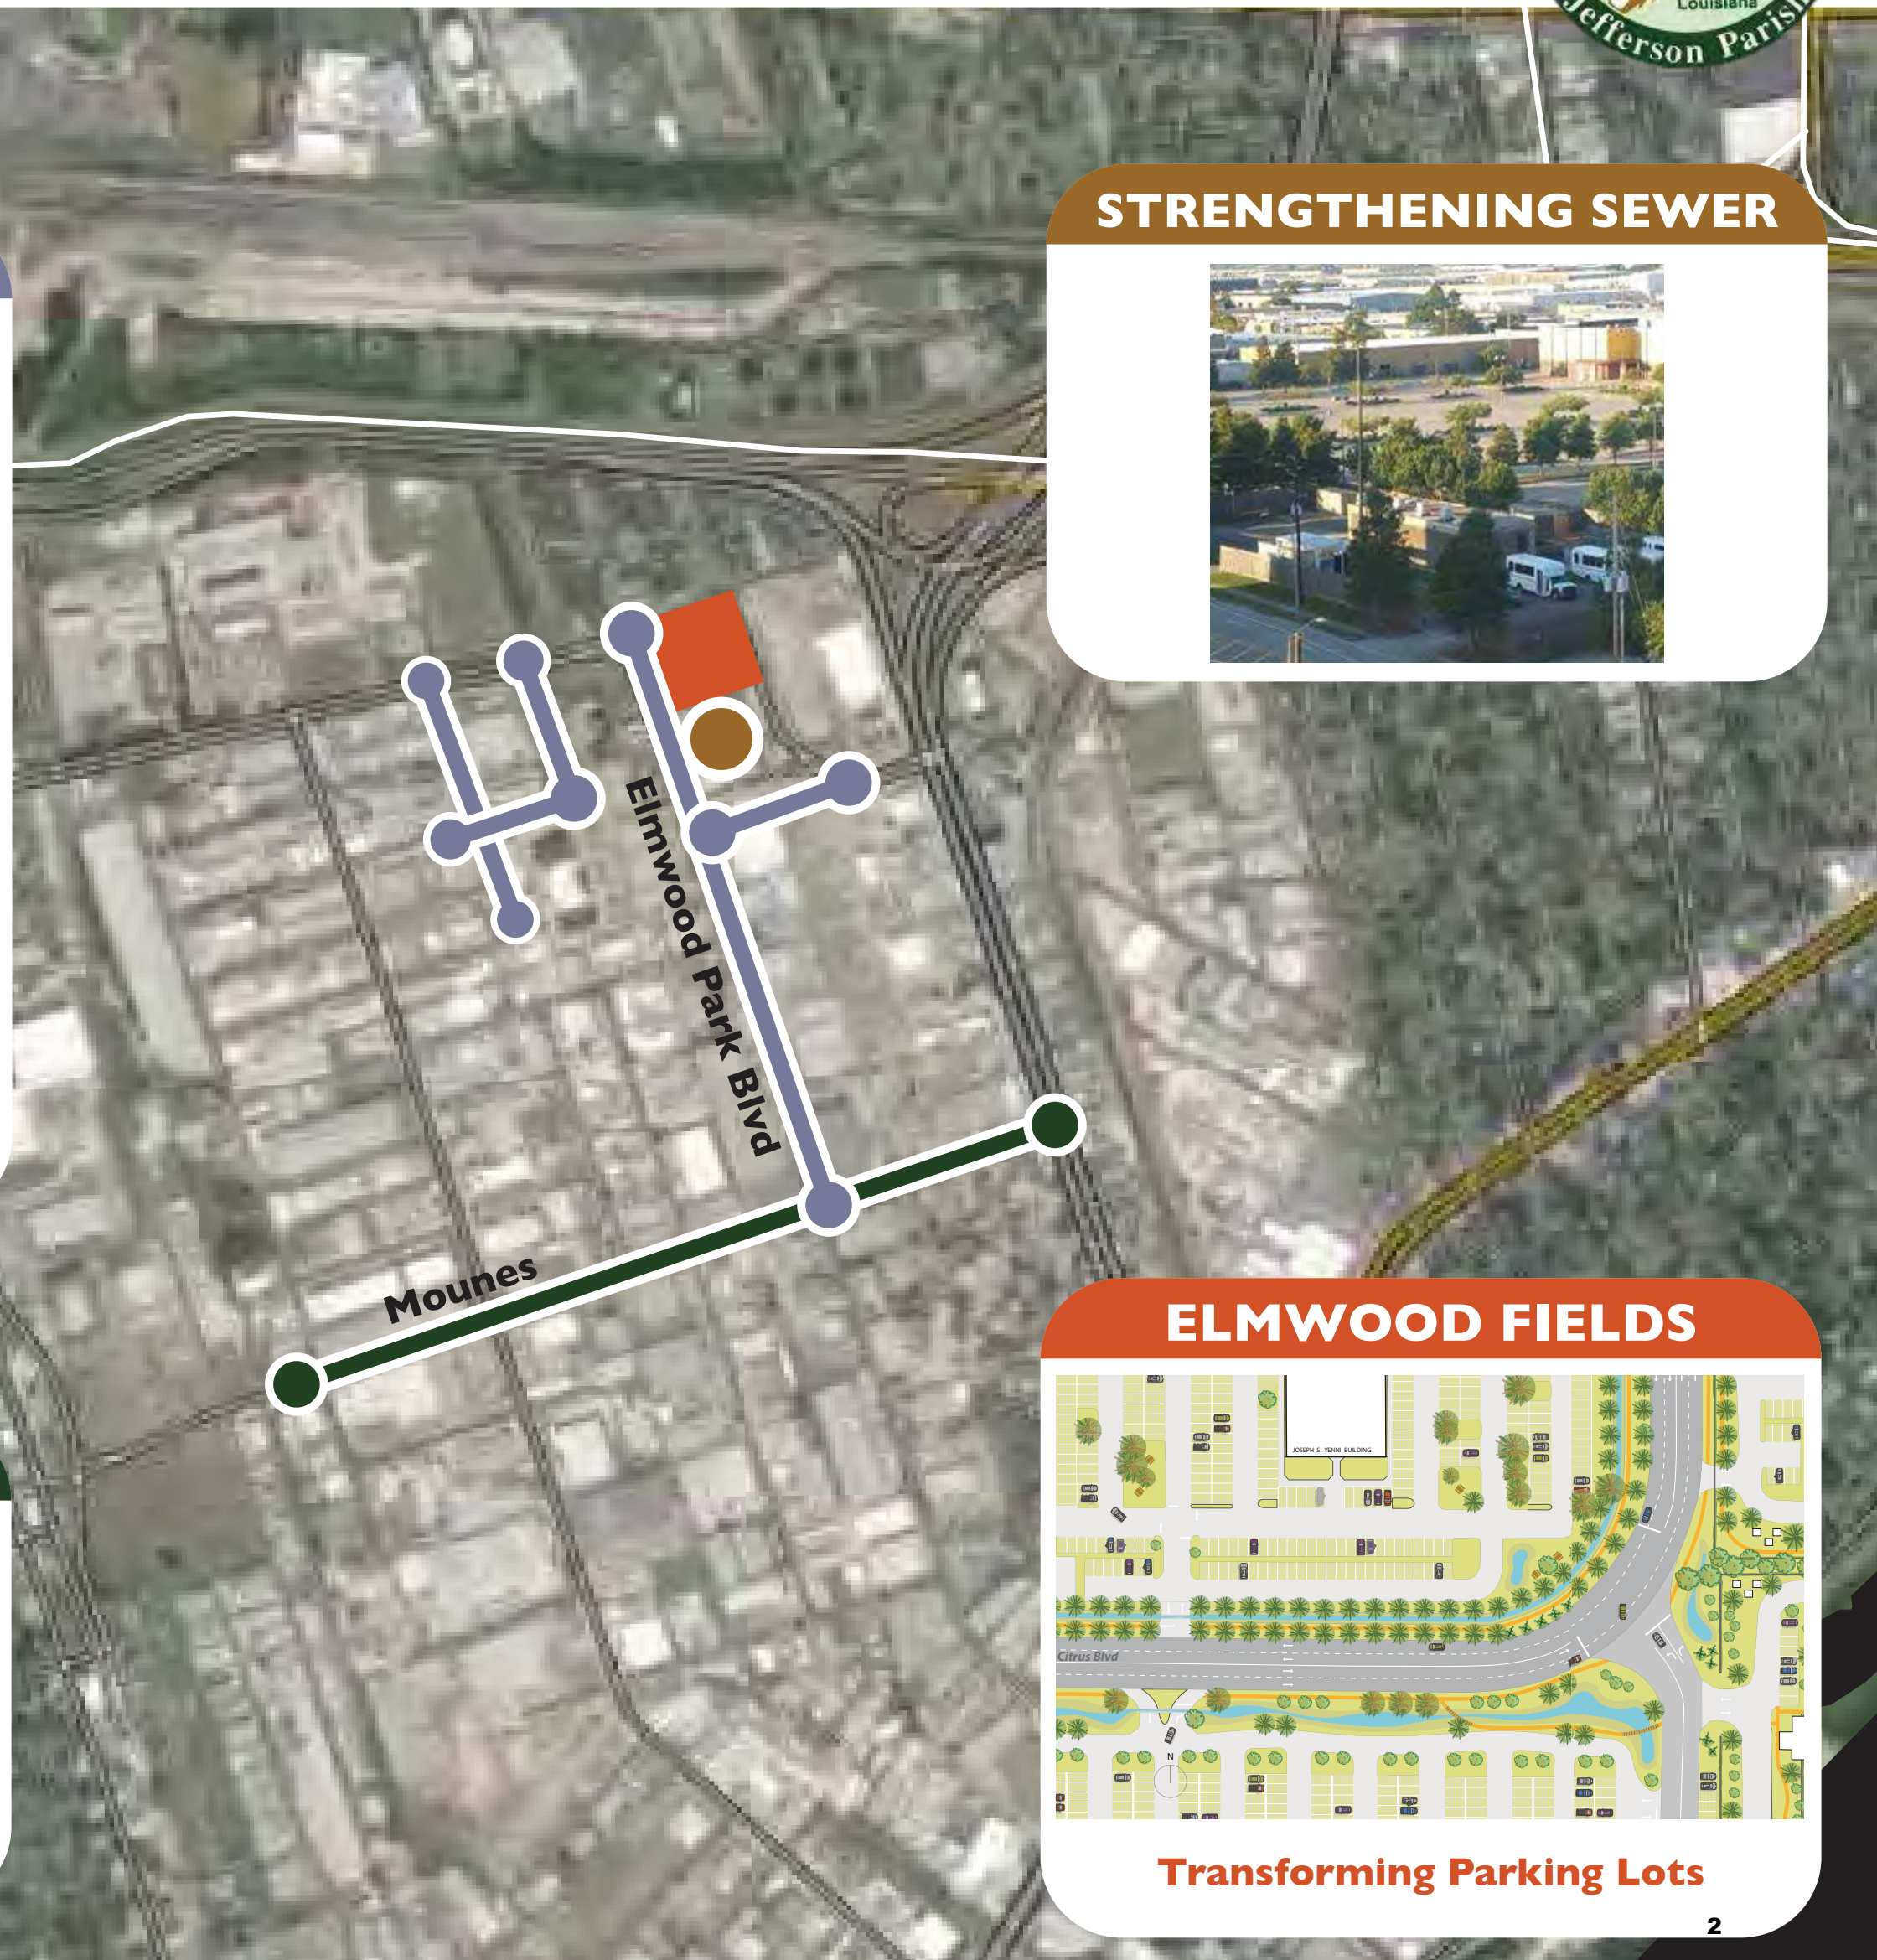 Louisiana
Jefferson Parish
STRENGTHENING SEWER
Elmwood Park Blvd
Mounes
ELMWOOD FIELDS
JOSEPH S. YENNI BUILDING
Citrus Blvd
N
Transforming Parking Lots
2